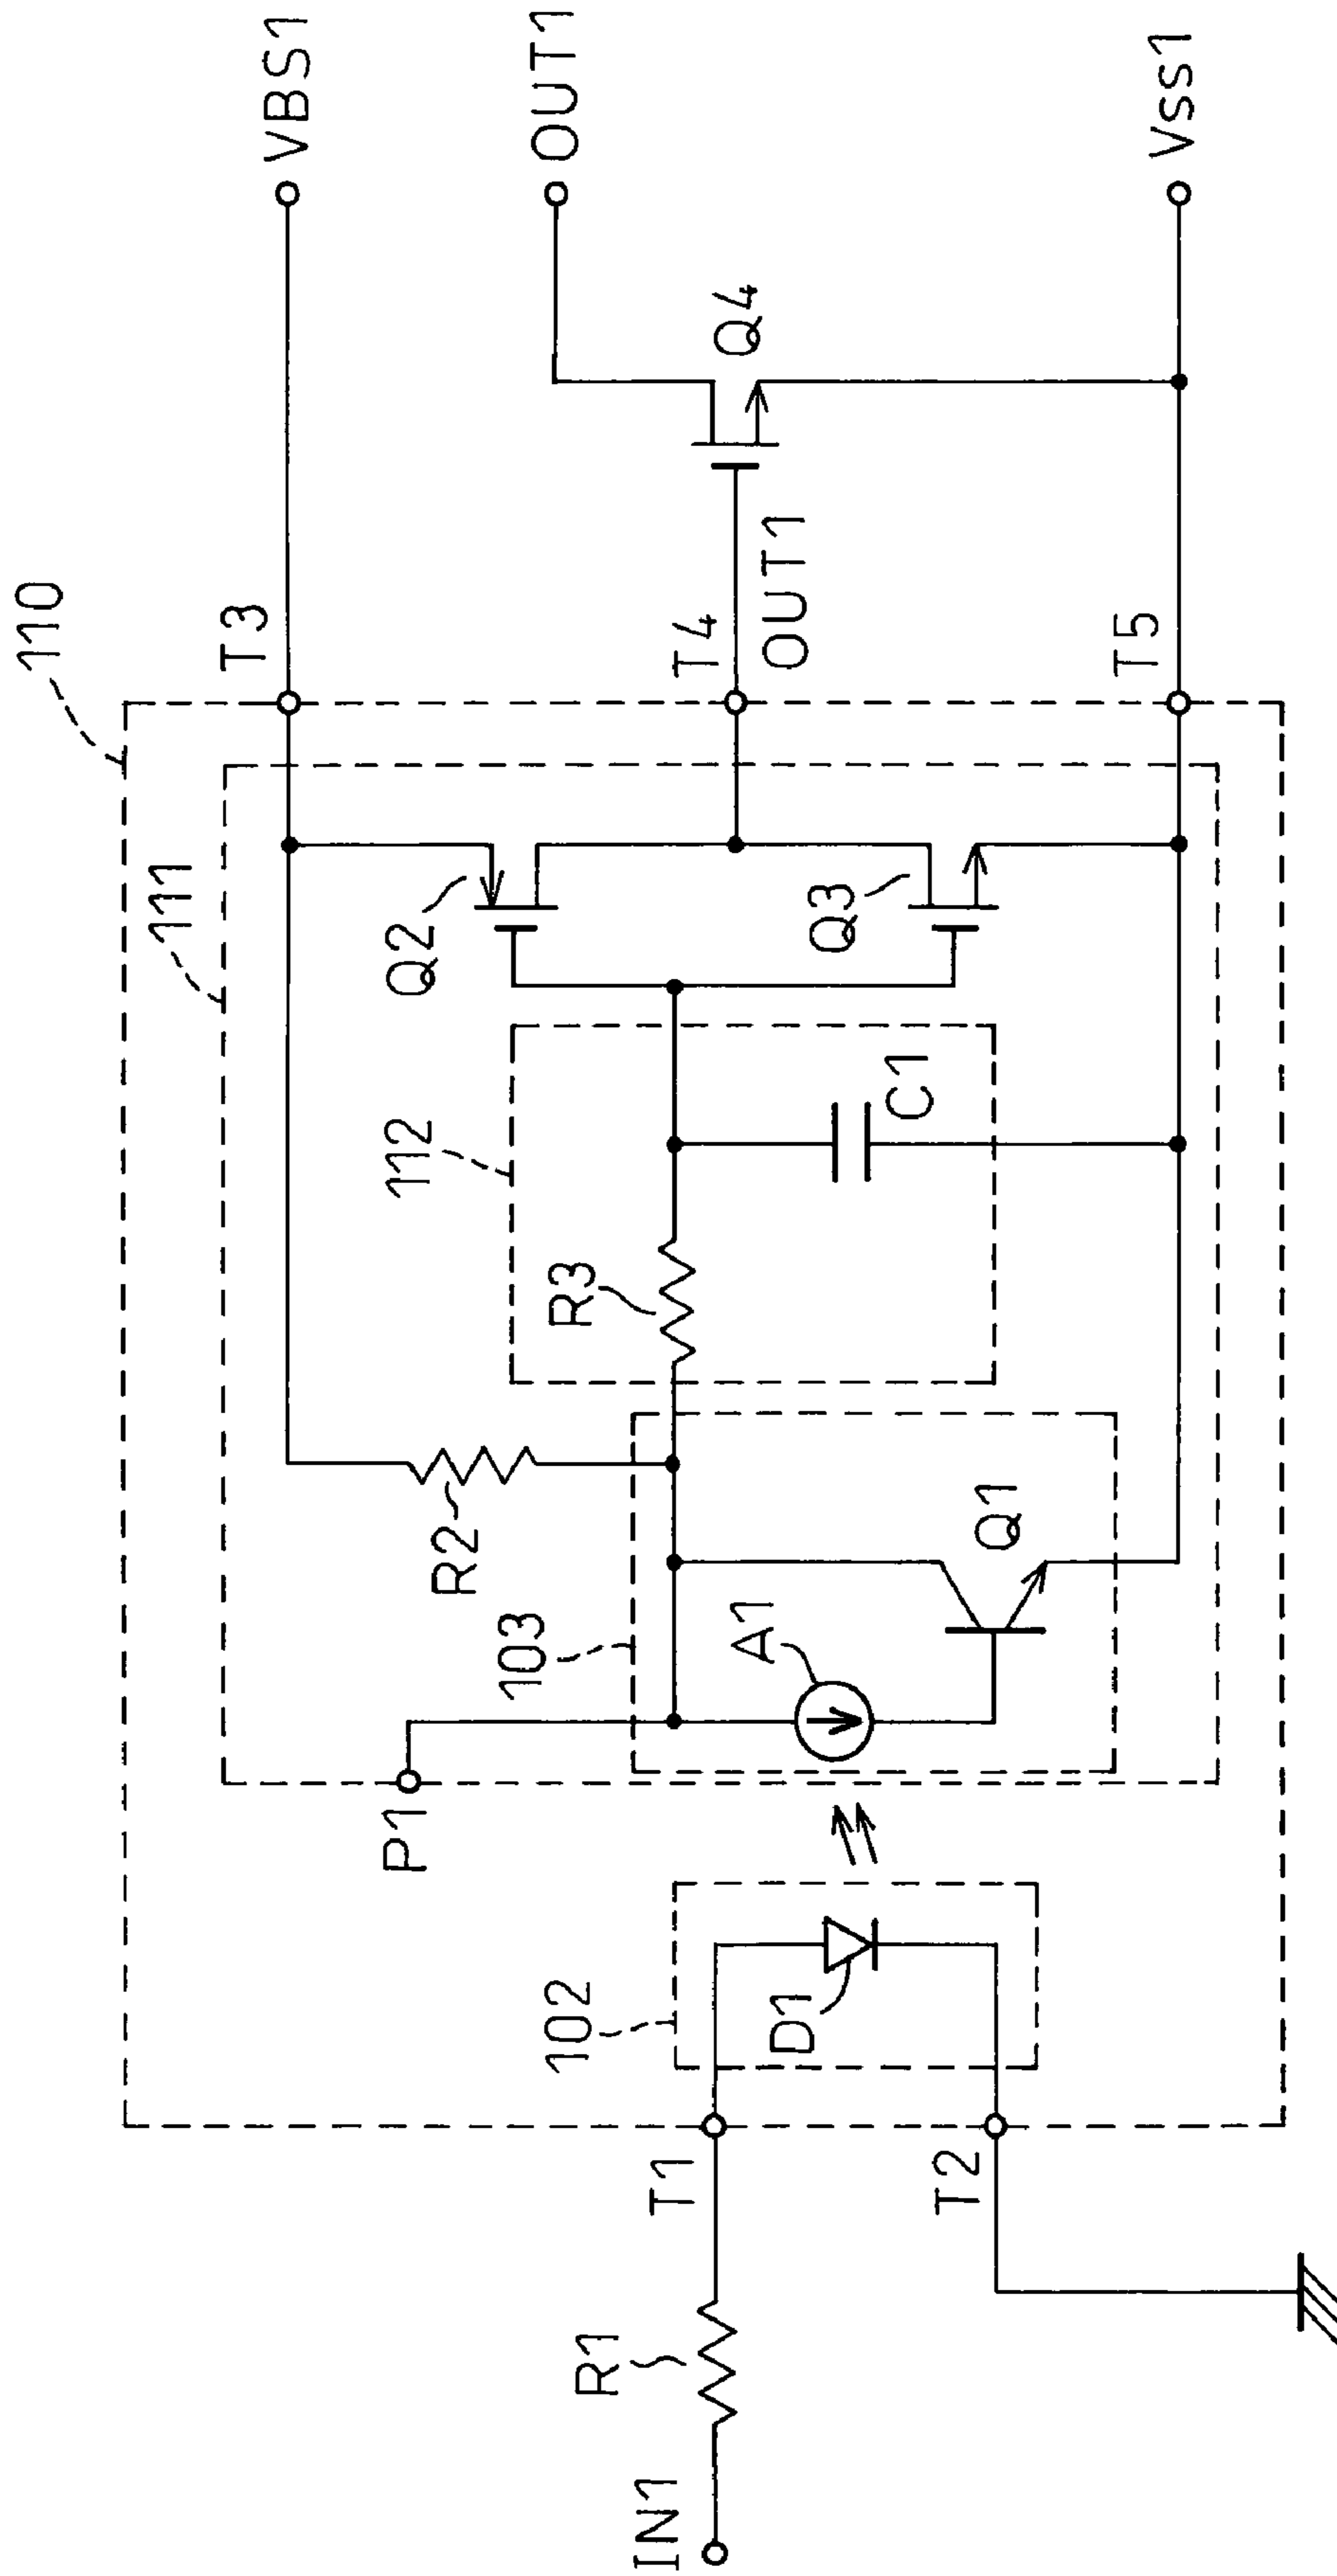 110
111
VBS1
T3
R2
Q2
P1
112
103
R3
OUT1
Q4
102
A1
C1
T4
OUT1
IN1
R1
T1
D1
Q1
Q3
T2
T5
Vss1